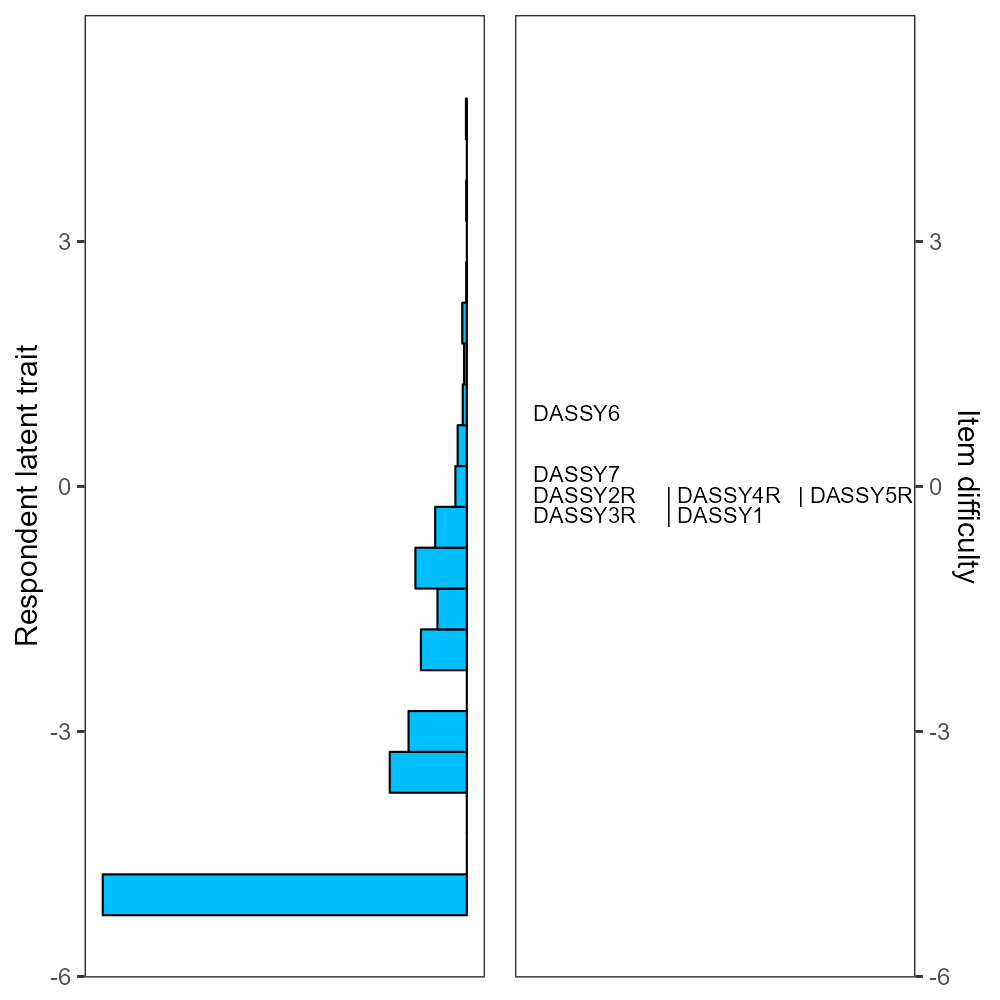 Respondent latent trait
3
0
-3
-6
DASSY6
DASSY7
DASSY2R | DASSY4R | DASSY5R
DASSY3R | DASSY1
3
0
-3
-6
Item difficulty